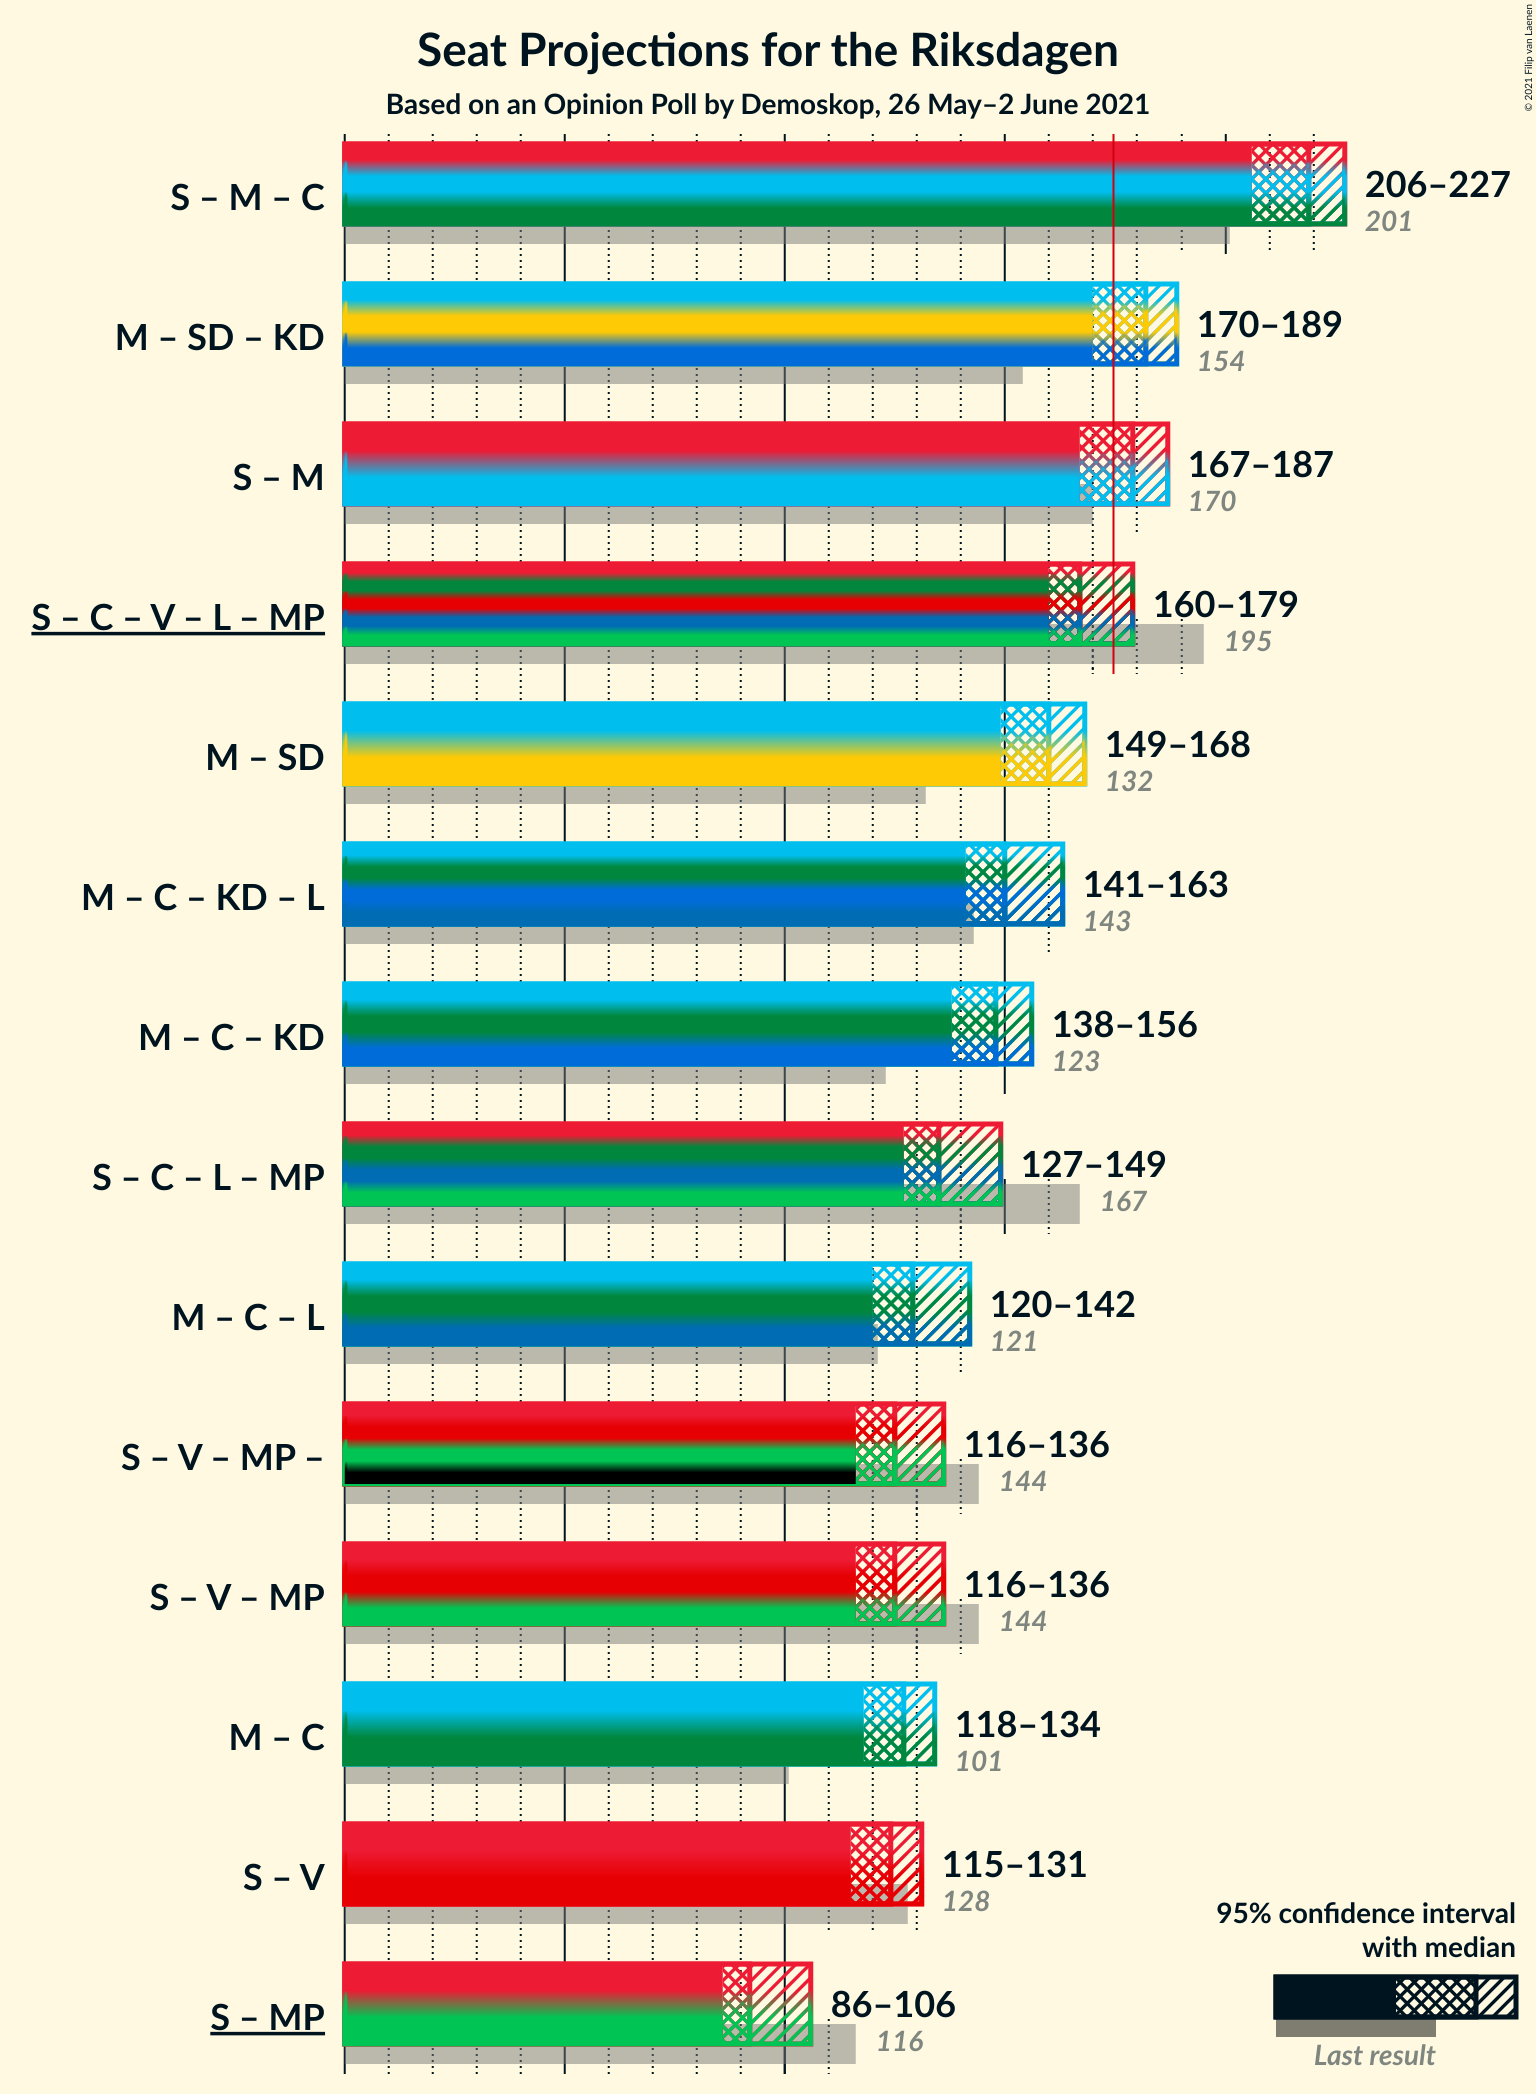 Seat Projections for the Riksdagen
Based on an Opinion Poll by Demoskop, 26 May–2 June 2021
© 2021 Filip van Laenen
S – M – C
206–227
201
M – SD – KD
170–189
154
S – M
167–187
170
S – C – V – L – MP
160–179
195
M – SD
149–168
132
M – C – KD – L
141–163
143
M – C – KD
138–156
123
S – C – L – MP
127–149
167
M – C – L
120–142
121
S – V – MP –
116–136
144
S – V – MP
116–136
144
M – C
118–134
101
S – V
115–131
128
S – MP
86–106
116
95% confidence interval
with median
Last result